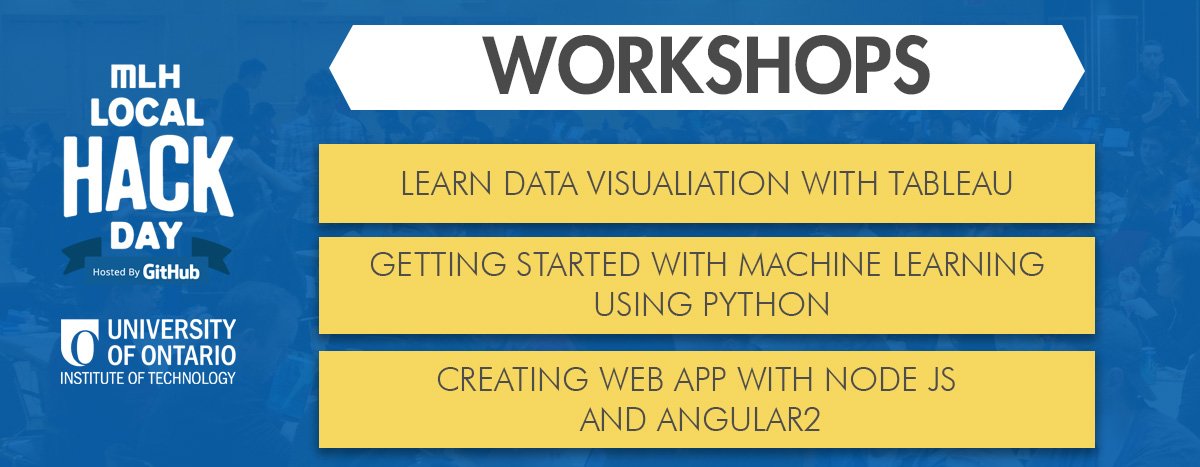 MLH
LOCAL
HACK
DAY
Hosted By GitHub
UNIVERSITY
OF ONTARIO
INSTITUTE OF TECHNOLOGY
WORKSHOPS
LEARN DATA VISUALIATION WITH TABLEAU
GETTING STARTED WITH MACHINE LEARNING
USING PYTHON
CREATING WEB APP WITH NODE JS
AND ANGULAR2